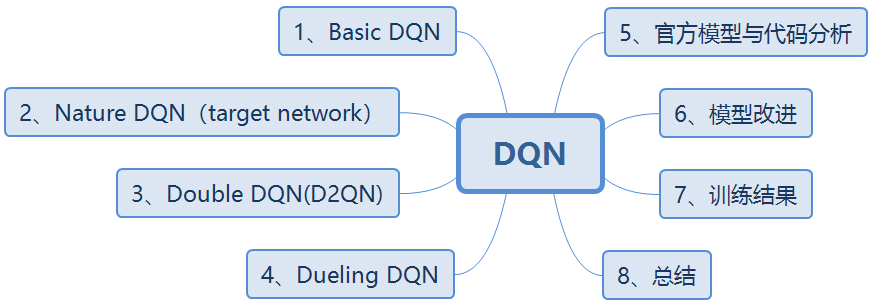 1、Basic DQN
2、Nature DQN（target network）
3、Double DQN(D2QN)
4、Dueling DQN
DQN
5、官方模型与代码分析
6、模型改进
7、训练结果
8、总结